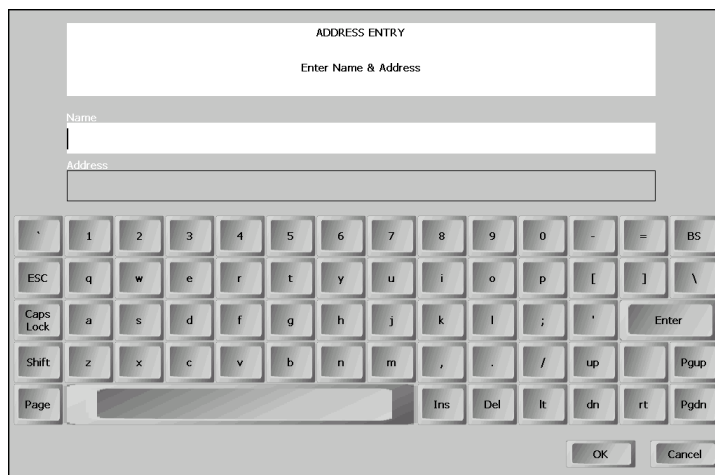 ADDRESS ENTRY
Enter Name & Address
Name
Address
` 1 2 3 4 5 6 7 8 9 0 - = BS
ESC q w e r t y u i o p [ ] \
Caps Lock a s d f g h j k l ; ' Enter
Shift z x c v b n m , . / up Pgup
Page Ins Del lt dn rt Pgdn
OK Cancel